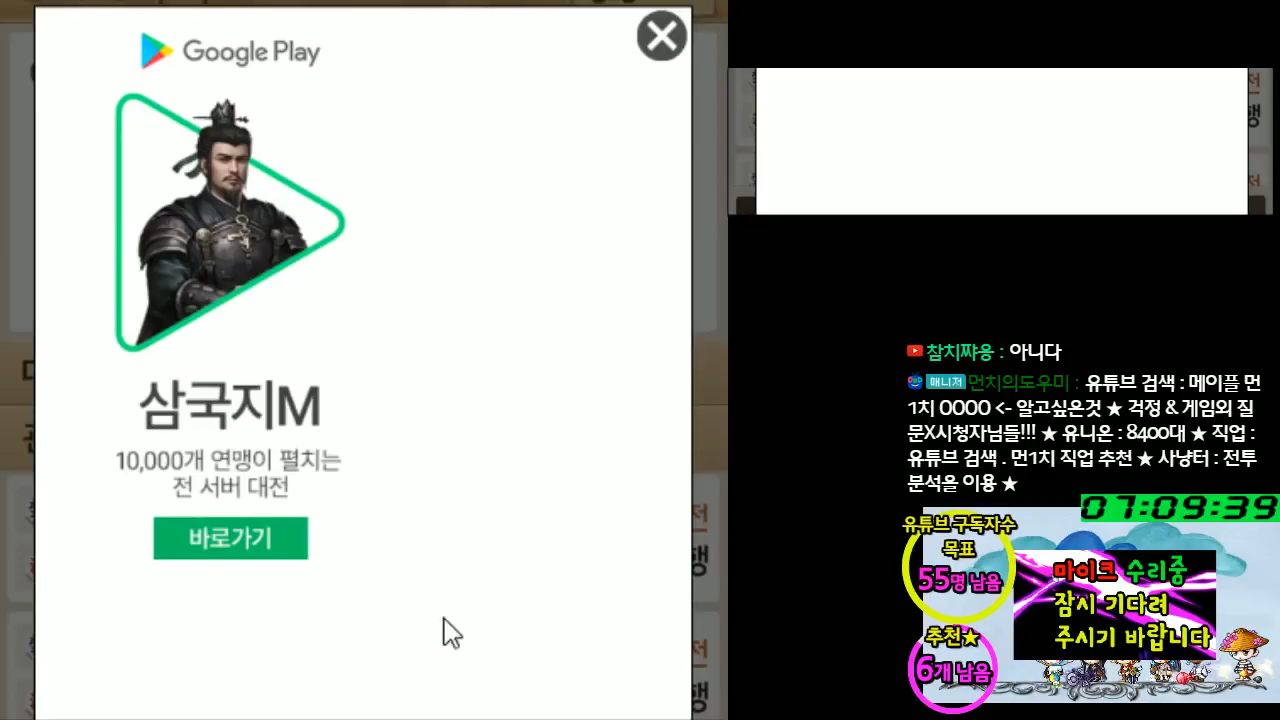 Google Play
삼국지M
10,000개 연맹이 펼치는
전 서버 대전
바로가기
참치쨔응 : 아니다
매니저 먼치의도우미 : 유튜브 검색 : 메이플 먼
1치 OOOO <- 알고싶은것 ★ 걱정 & 게임외 질
문X시청자님들!!! ★ 유니온 : 8400대 ★ 직업 :
유튜브 검색 . 먼1치 직업 추천 ★ 사냥터 : 전투
분석을 이용 ★
07:09:39
유튜브 구독자수
목표
55명 남음
추천★
6개 남음
마이크 수리중
잠시 기다려
주시기 바랍니다